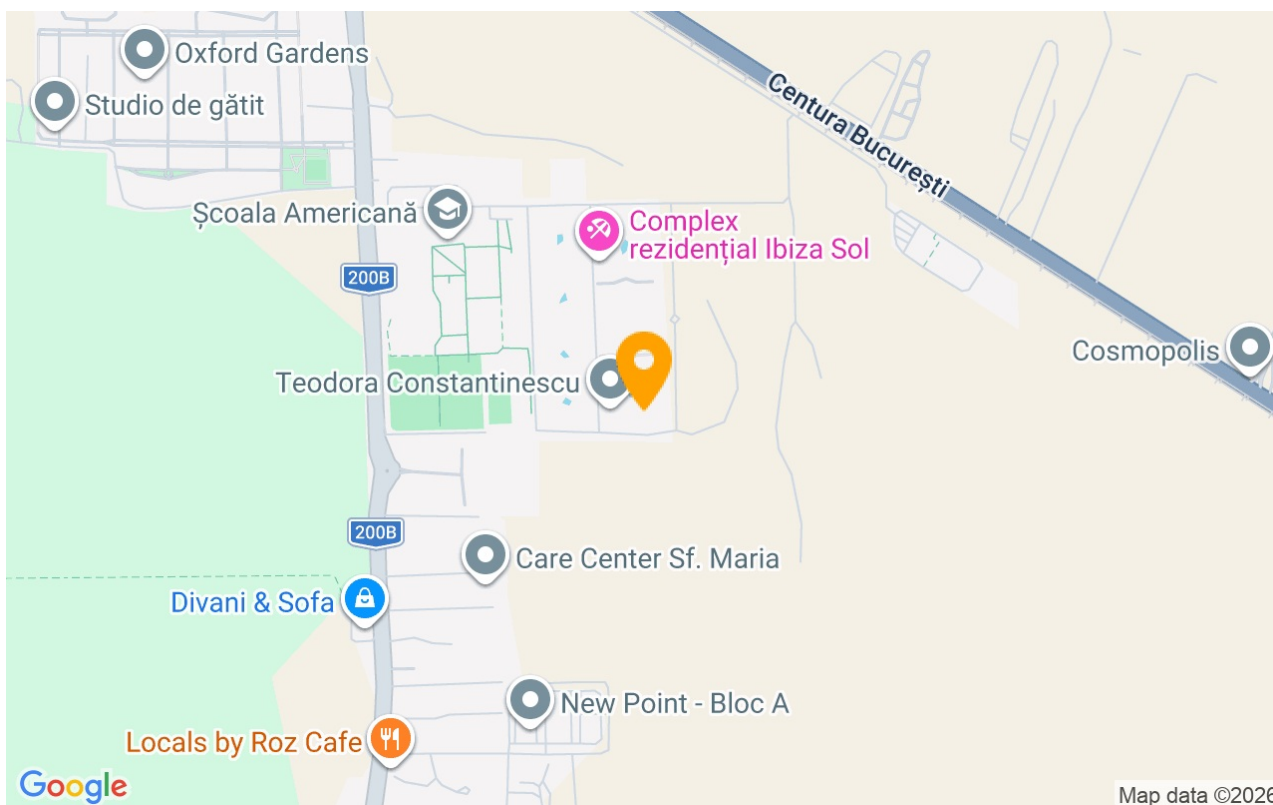 Oxford Gardens
Studio de gătit
Centura București
Școala Americană
Complex
rezidențial Ibiza Sol
200B
Cosmopolis
Teodora Constantinescu
200B
Care Center Sf. Maria
Divani & Sofa
New Point - Bloc A
Locals by Roz Cafe
Google
Map data ©2026